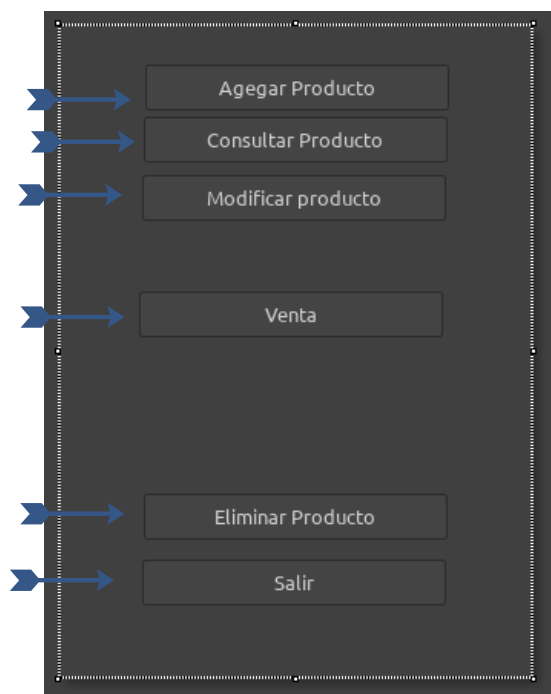 Agegar Producto
Consultar Producto
Modificar producto
Venta
Eliminar Producto
Salir